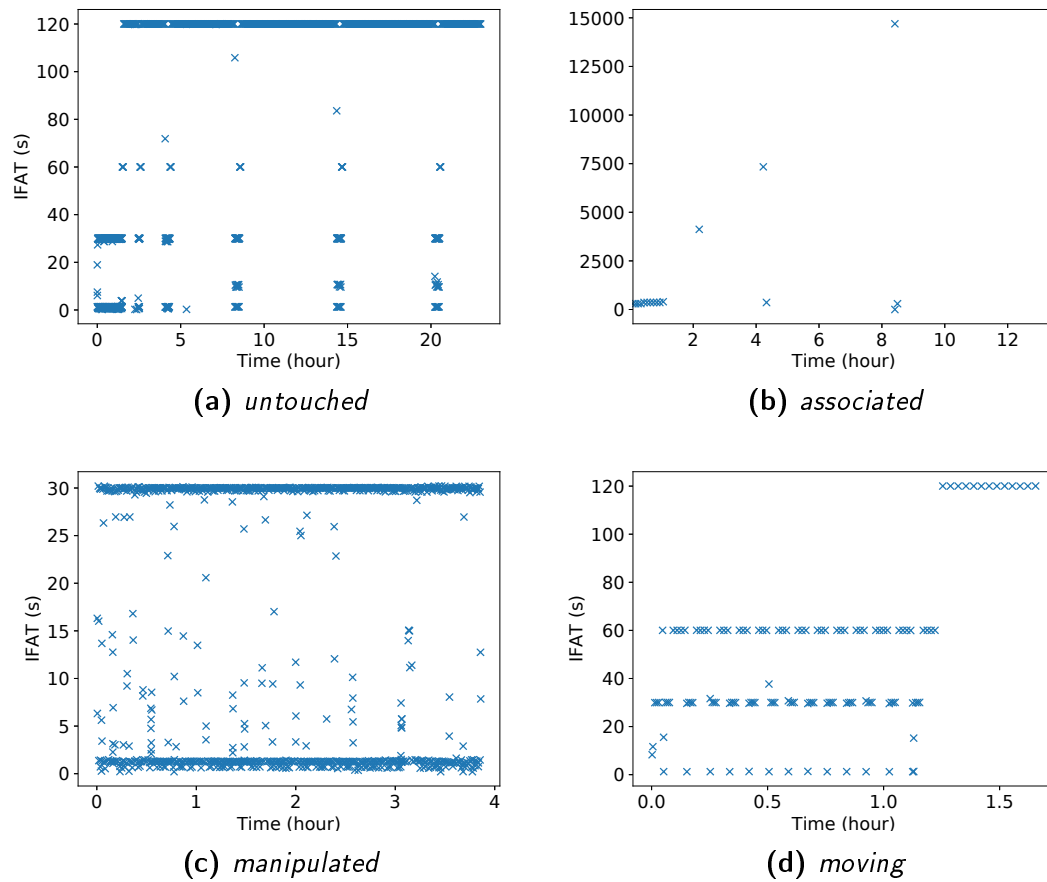 120
100
80
60
40
20
0
IFAT (s)
0 5 10 15 20
Time (hour)
(a) untouched
15000
12500
10000
7500
5000
2500
0
2 4 6 8 10 12
Time (hour)
(b) associated
30
25
20
15
10
5
0
IFAT (s)
0 1 2 3 4
Time (hour)
(c) manipulated
120
100
80
60
40
20
0
IFAT (s)
0.0 0.5 1.0 1.5
Time (hour)
(d) moving